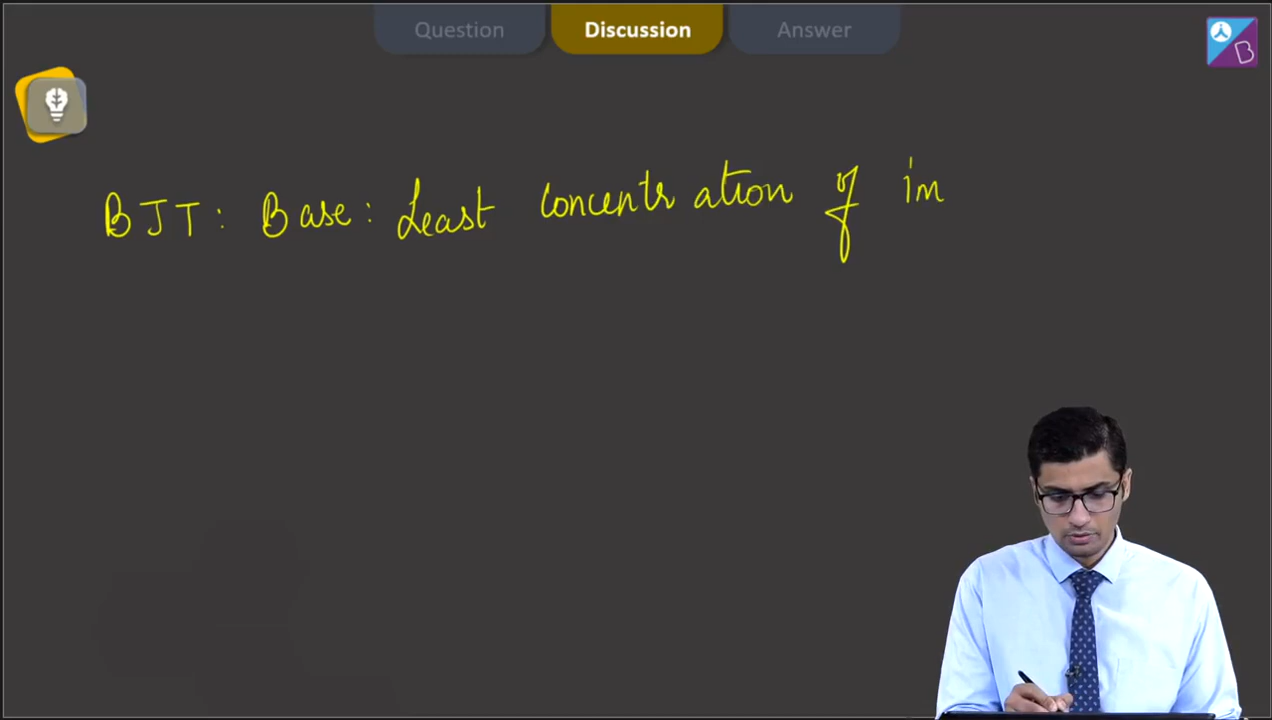 Question Discussion Answer
B
BJT: Base: Least concentration of im